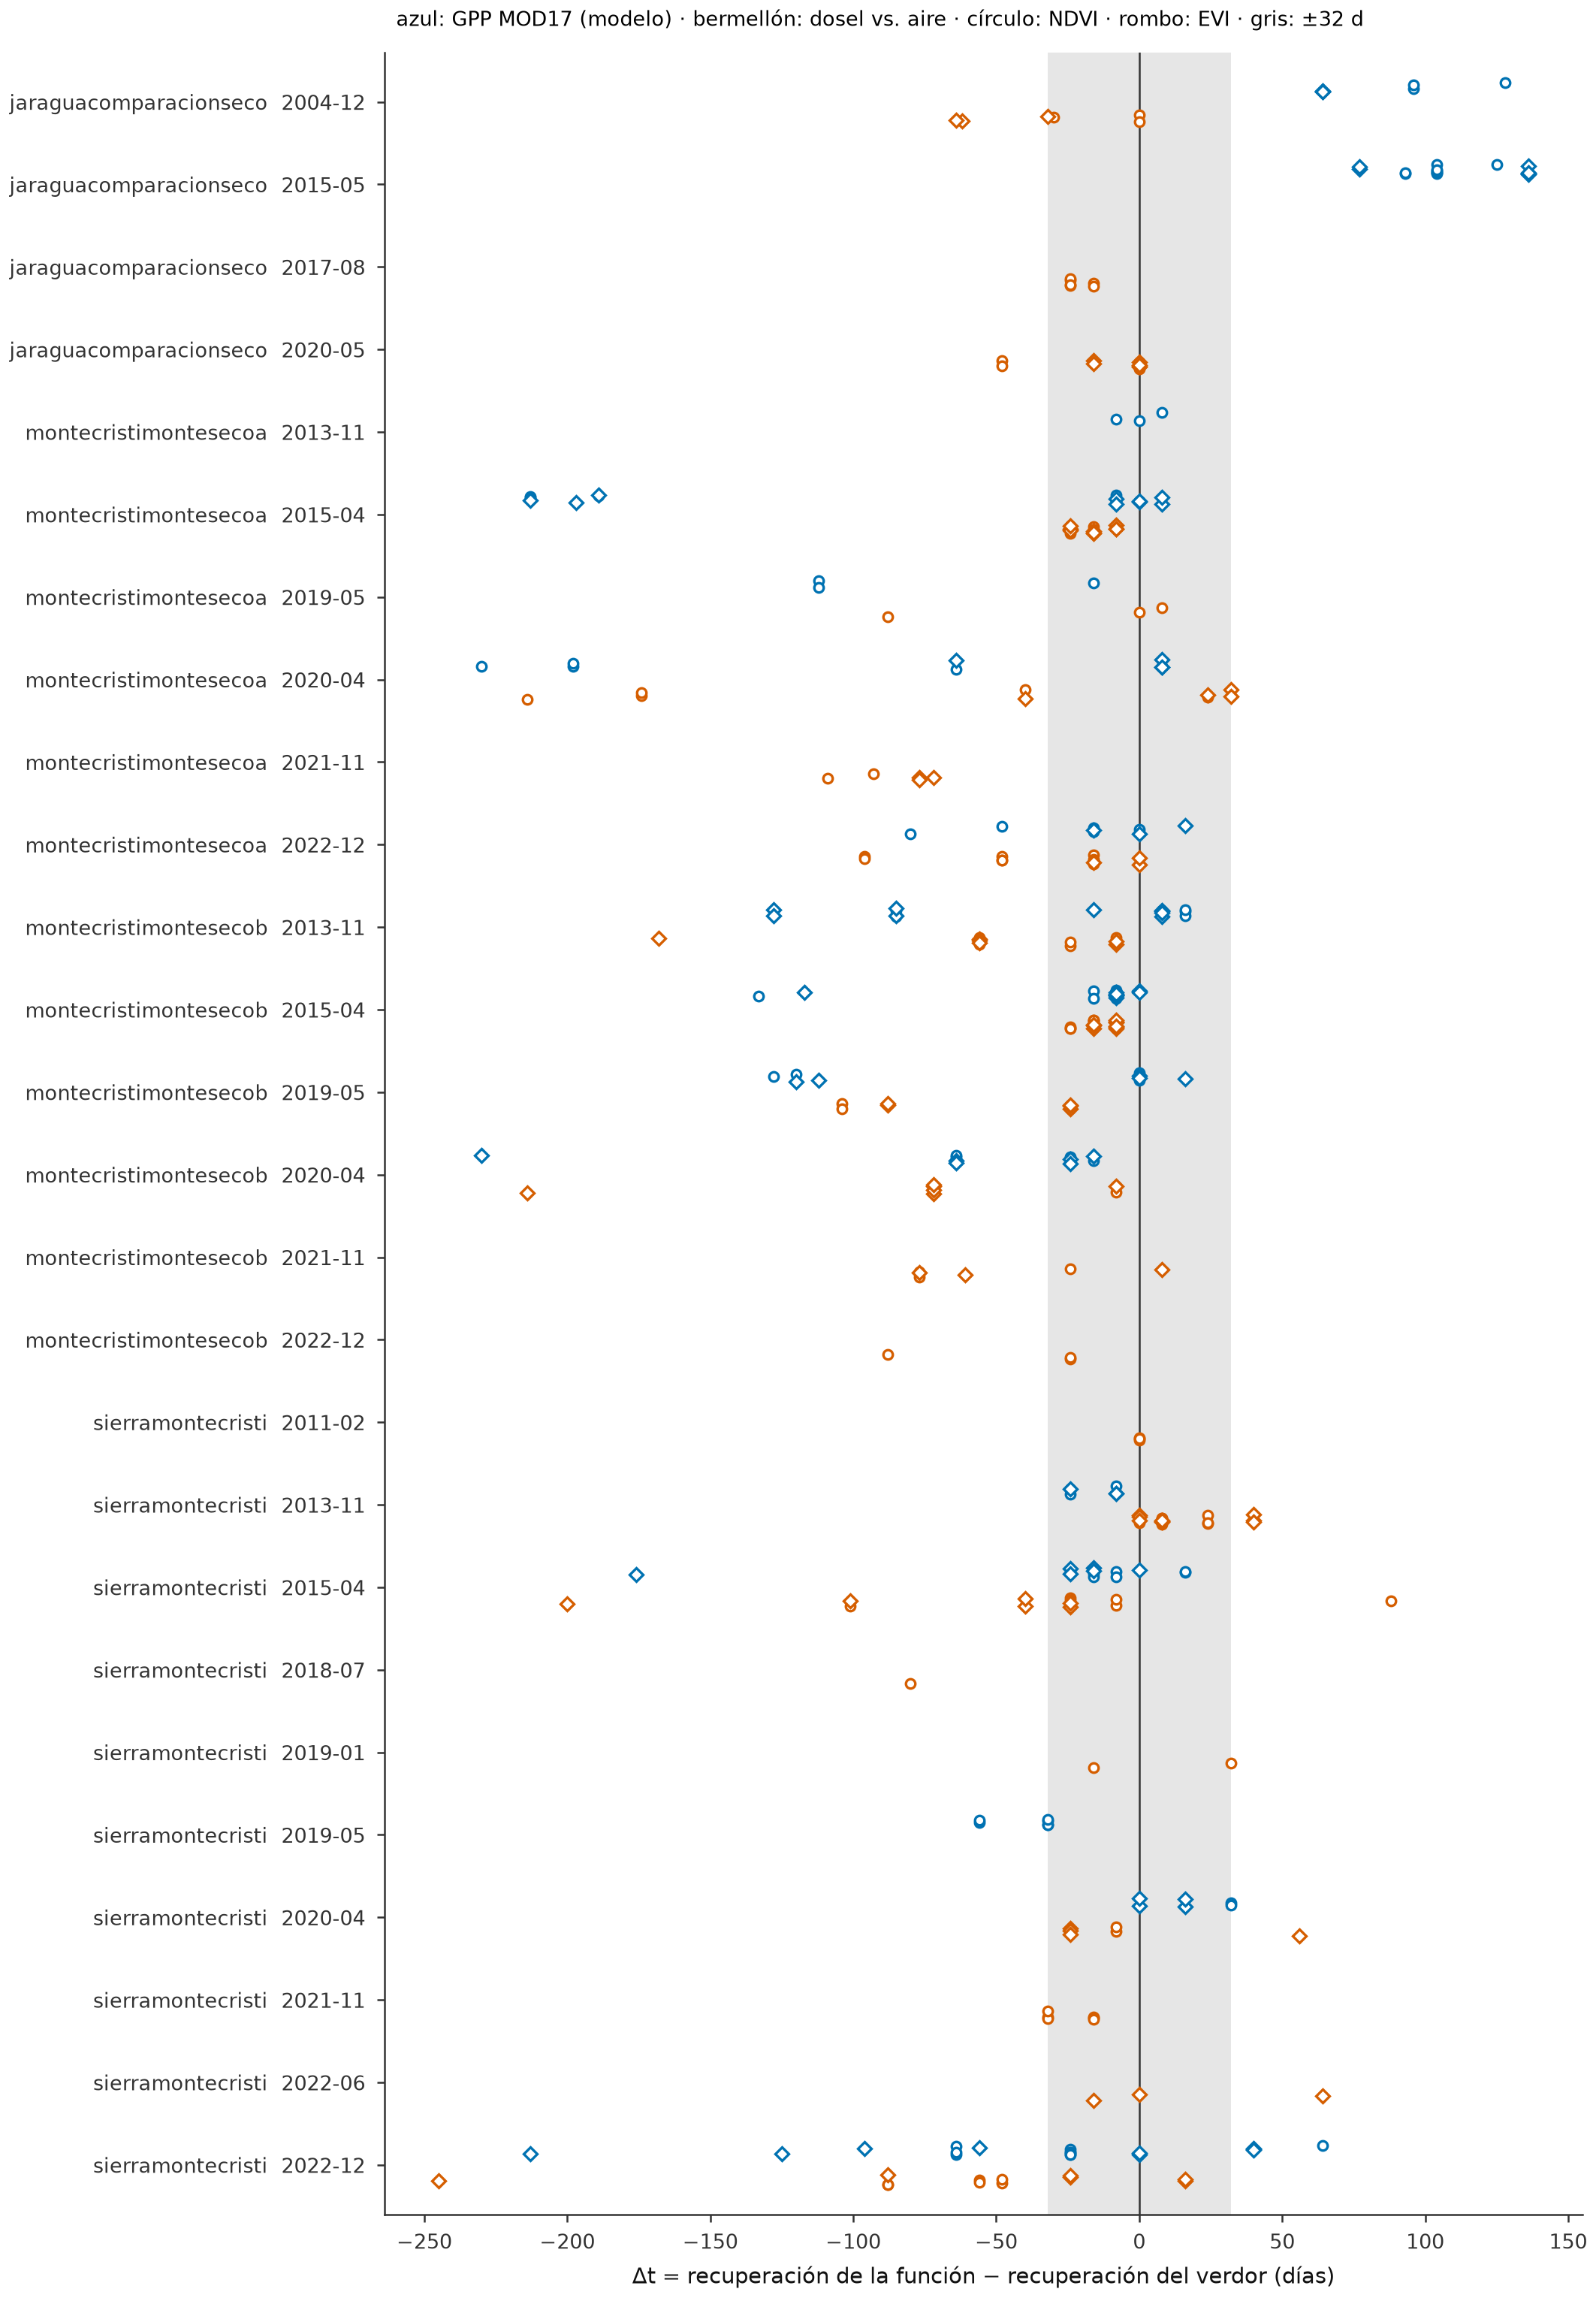 azul: GPP MOD17 (modelo) · bermellón: dosel vs. aire · círculo: NDVI · rombo: EVI · gris: ±32 d
jaraguacomparacionseco 2004-12
jaraguacomparacionseco 2015-05
jaraguacomparacionseco 2017-08
jaraguacomparacionseco 2020-05
montecristimontesecoa 2013-11
montecristimontesecoa 2015-04
montecristimontesecoa 2019-05
montecristimontesecoa 2020-04
montecristimontesecoa 2021-11
montecristimontesecoa 2022-12
montecristimontesecob 2013-11
montecristimontesecob 2015-04
montecristimontesecob 2019-05
montecristimontesecob 2020-04
montecristimontesecob 2021-11
montecristimontesecob 2022-12
sierramontecristi 2011-02
sierramontecristi 2013-11
sierramontecristi 2015-04
sierramontecristi 2018-07
sierramontecristi 2019-01
sierramontecristi 2019-05
sierramontecristi 2020-04
sierramontecristi 2021-11
sierramontecristi 2022-06
sierramontecristi 2022-12
−250 −200 −150 −100 −50 0 50 100 150
Δt = recuperación de la función − recuperación del verdor (días)